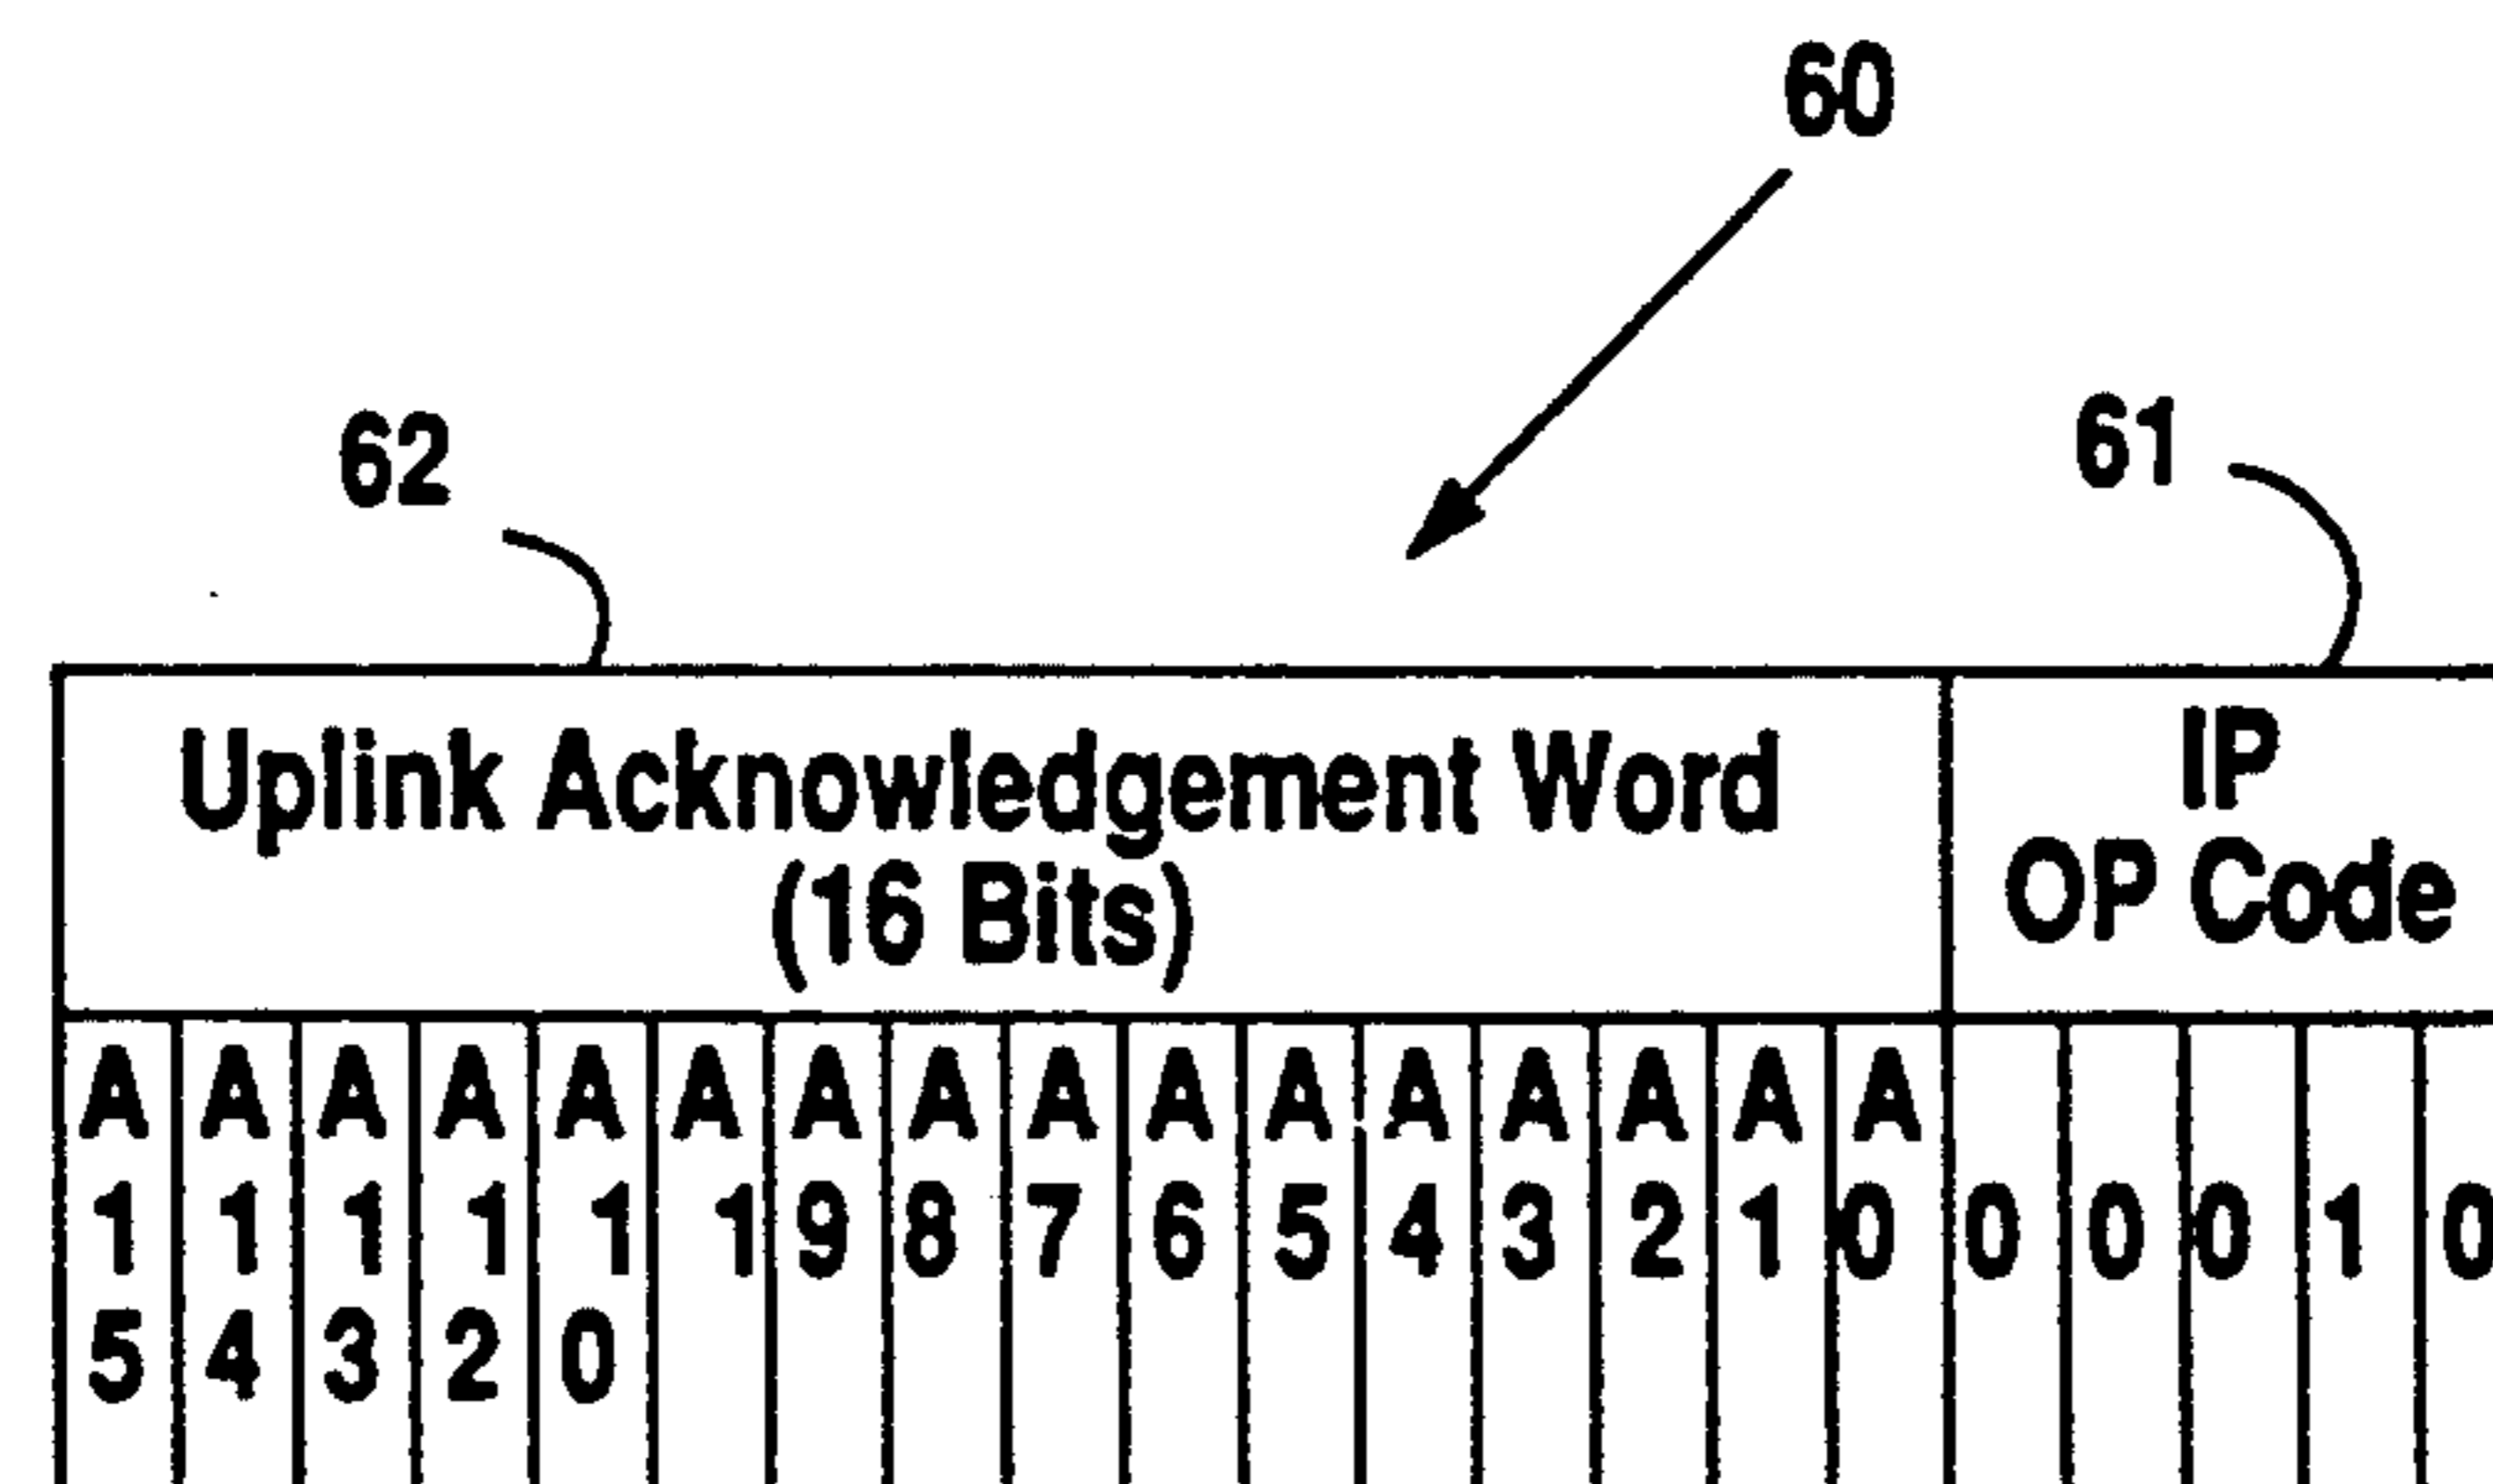 60
62
61
Uplink Acknowledgement Word
(16 Bits)
IP
OP Code
A A A A A A A A A A A A A A A A
1 1 1 1 1 1 9 8 7 6 5 4 3 2 1 0 0 0 0 1 0
5 4 3 2 0